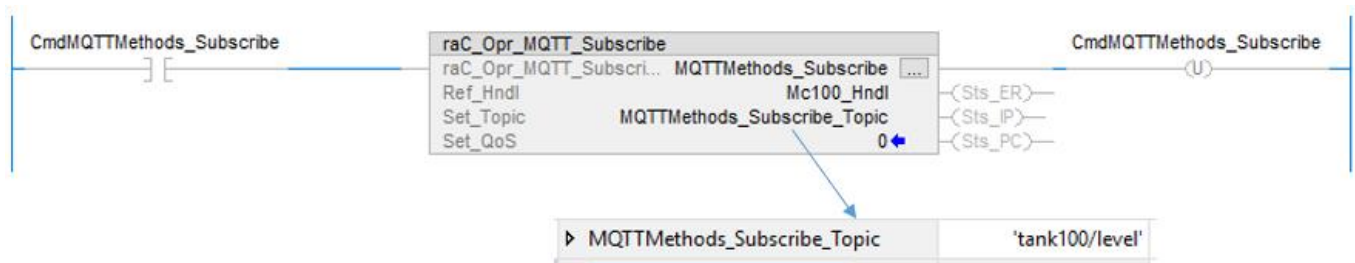 CmdMQTTMethods_Subscribe
raC_Opr_MQTT_Subscribe
CmdMQTTMethods_Subscribe
raC_Opr_MQTT_Subscri... MQTTMethods_Subscribe ...
U
Ref_Hndl Mc100_Hndl
Sts_ER
Set_Topic MQTTMethods_Subscribe_Topic
Sts_IP
Set_QoS 0
Sts_PC
MQTTMethods_Subscribe_Topic 'tank100/level'